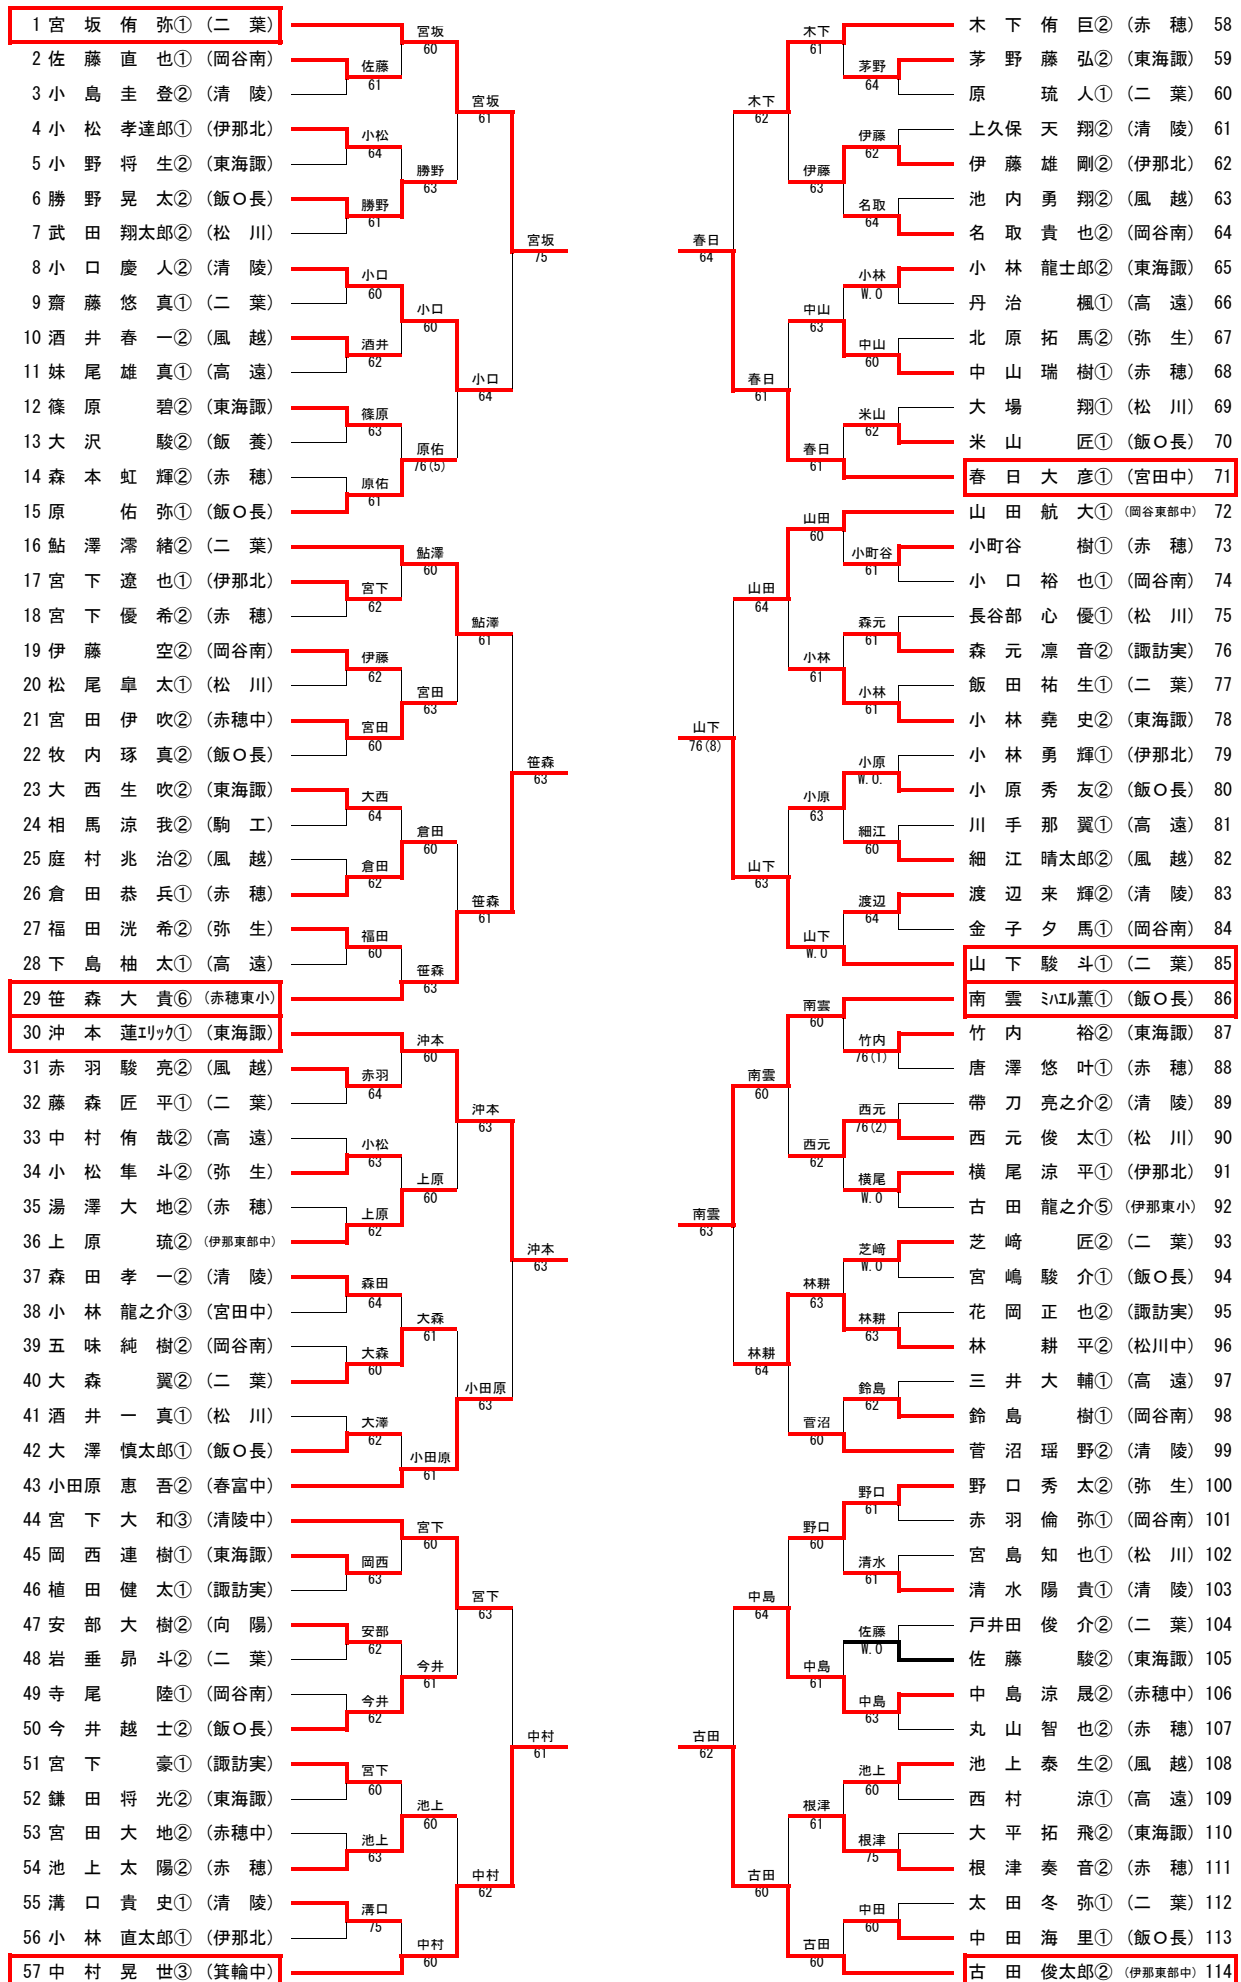 1 宮 坂 侑 弥① (二 葉)
2 佐 藤 直 也① (岡谷南)
3 小 島 圭 登② (清 陵)
4 小 松 孝達郎① (伊那北)
5 小 野 将 生② (東海諏)
6 勝 野 晃 太② (飯O長)
7 武 田 翔太郎② (松 川)
8 小 口 慶 人② (清 陵)
9 齋 藤 悠 真① (二 葉)
10 酒 井 春 一② (風 越)
11 妹 尾 雄 真① (高 遠)
12 篠 原 碧② (東海諏)
13 大 沢 駿② (飯 養)
14 森 本 虹 輝② (赤 穂)
15 原 佑 弥① (飯O長)
16 鮎 澤 澪 緒② (二 葉)
17 宮 下 遼 也① (伊那北)
18 宮 下 優 希② (赤 穂)
19 伊 藤 空② (岡谷南)
20 松 尾 皐 太① (松 川)
21 宮 田 伊 吹② (赤穂中)
22 牧 内 琢 真② (飯O長)
23 大 西 生 吹② (東海諏)
24 相 馬 涼 我② (駒 工)
25 庭 村 兆 治② (風 越)
26 倉 田 恭 兵① (赤 穂)
27 福 田 洸 希② (弥 生)
28 下 島 柚 太① (高 遠)
29 笹 森 大 貴⑥ (赤穂東小)
30 沖 本 蓮エリック① (東海諏)
31 赤 羽 駿 亮② (風 越)
32 藤 森 匠 平① (二 葉)
33 中 村 侑 哉② (高 遠)
34 小 松 隼 斗② (弥 生)
35 湯 澤 大 地② (赤 穂)
36 上 原 琉② (伊那東部中)
37 森 田 孝 一② (清 陵)
38 小 林 龍之介③ (宮田中)
39 五 味 純 樹② (岡谷南)
40 大 森 翼② (二 葉)
41 酒 井 一 真① (松 川)
42 大 澤 慎太郎① (飯O長)
43 小田原 恵 吾② (春富中)
44 宮 下 大 和③ (清陵中)
45 岡 西 連 樹① (東海諏)
46 植 田 健 太① (諏訪実)
47 安 部 大 樹② (向 陽)
48 岩 垂 昴 斗② (二 葉)
49 寺 尾 陸① (岡谷南)
50 今 井 越 士② (飯O長)
51 宮 下 豪① (諏訪実)
52 鎌 田 将 光② (東海諏)
53 宮 田 大 地② (赤穂中)
54 池 上 太 陽② (赤 穂)
55 溝 口 貴 史① (清 陵)
56 小 林 直太郎① (伊那北)
57 中 村 晃 世③ (箕輪中)
佐藤 61
小松 64
勝野 61
小口 60
酒井 62
篠原 63
原佑 61
宮下 62
伊藤 62
宮田 60
大西 64
倉田 62
福田 60
赤羽 64
小松 63
上原 62
森田 64
大森 60
大澤 62
岡西 63
安部 62
今井 62
宮下 60
池上 63
溝口 75
宮坂 60
勝野 63
小口 60
原佑 76(5)
鮎澤 60
宮田 63
倉田 60
笹森 63
沖本 60
上原 60
大森 61
小田原 61
宮下 60
今井 61
池上 60
中村 60
宮坂 61
小口 64
鮎澤 61
笹森 61
沖本 63
小田原 63
宮下 63
中村 62
宮坂 75
笹森 63
沖本 63
中村 61
春日 64
山下 76(8)
南雲 63
古田 62
木下 62
春日 61
山田 64
山下 63
南雲 60
林耕 64
中島 64
古田 60
木下 61
伊藤 63
中山 63
春日 61
山田 60
小林 61
小原 63
山下 W.O
南雲 60
西元 62
林耕 63
菅沼 60
野口 60
中島 61
根津 61
古田 60
茅野 64
伊藤 62
名取 64
小林 W.O
中山 60
米山 62
小町谷 61
森元 61
小林 61
小原 W.O.
細江 60
渡辺 64
竹内 76(1)
西元 76(2)
横尾 W.O
芝﨑 W.O
林耕 63
鈴島 62
野口 61
清水 61
佐藤 W.O
中島 63
池上 60
根津 75
中田 60
木 下 侑 巨② (赤 穂) 58
茅 野 藤 弘② (東海諏) 59
原 琉 人① (二 葉) 60
上久保 天 翔② (清 陵) 61
伊 藤 雄 剛② (伊那北) 62
池 内 勇 翔② (風 越) 63
名 取 貴 也② (岡谷南) 64
小 林 龍士郎② (東海諏) 65
丹 治 楓① (高 遠) 66
北 原 拓 馬② (弥 生) 67
中 山 瑞 樹① (赤 穂) 68
大 場 翔① (松 川) 69
米 山 匠① (飯O長) 70
春 日 大 彦① (宮田中) 71
山 田 航 大① (岡谷東部中) 72
小町谷 樹① (赤 穂) 73
小 口 裕 也① (岡谷南) 74
長谷部 心 優① (松 川) 75
森 元 凛 音② (諏訪実) 76
飯 田 祐 生① (二 葉) 77
小 林 堯 史② (東海諏) 78
小 林 勇 輝① (伊那北) 79
小 原 秀 友② (飯O長) 80
川 手 那 翼① (高 遠) 81
細 江 晴太郎② (風 越) 82
渡 辺 来 輝② (清 陵) 83
金 子 夕 馬① (岡谷南) 84
山 下 駿 斗① (二 葉) 85
南 雲 ミハエル薫① (飯O長) 86
竹 内 裕② (東海諏) 87
唐 澤 悠 叶① (赤 穂) 88
帶 刀 亮之介② (清 陵) 89
西 元 俊 太① (松 川) 90
横 尾 涼 平① (伊那北) 91
古 田 龍之介⑤ (伊那東小) 92
芝 﨑 匠② (二 葉) 93
宮 嶋 駿 介① (飯O長) 94
花 岡 正 也② (諏訪実) 95
林 耕 平② (松川中) 96
三 井 大 輔① (高 遠) 97
鈴 島 樹① (岡谷南) 98
菅 沼 瑶 野② (清 陵) 99
野 口 秀 太② (弥 生) 100
赤 羽 倫 弥① (岡谷南) 101
宮 島 知 也① (松 川) 102
清 水 陽 貴① (清 陵) 103
戸井田 俊 介② (二 葉) 104
佐 藤 駿② (東海諏) 105
中 島 涼 晟② (赤穂中) 106
丸 山 智 也② (赤 穂) 107
池 上 泰 生② (風 越) 108
西 村 涼① (高 遠) 109
大 平 拓 飛② (東海諏) 110
根 津 奏 音② (赤 穂) 111
太 田 冬 弥① (二 葉) 112
中 田 海 里① (飯O長) 113
古 田 俊太郎② (伊那東部中) 114